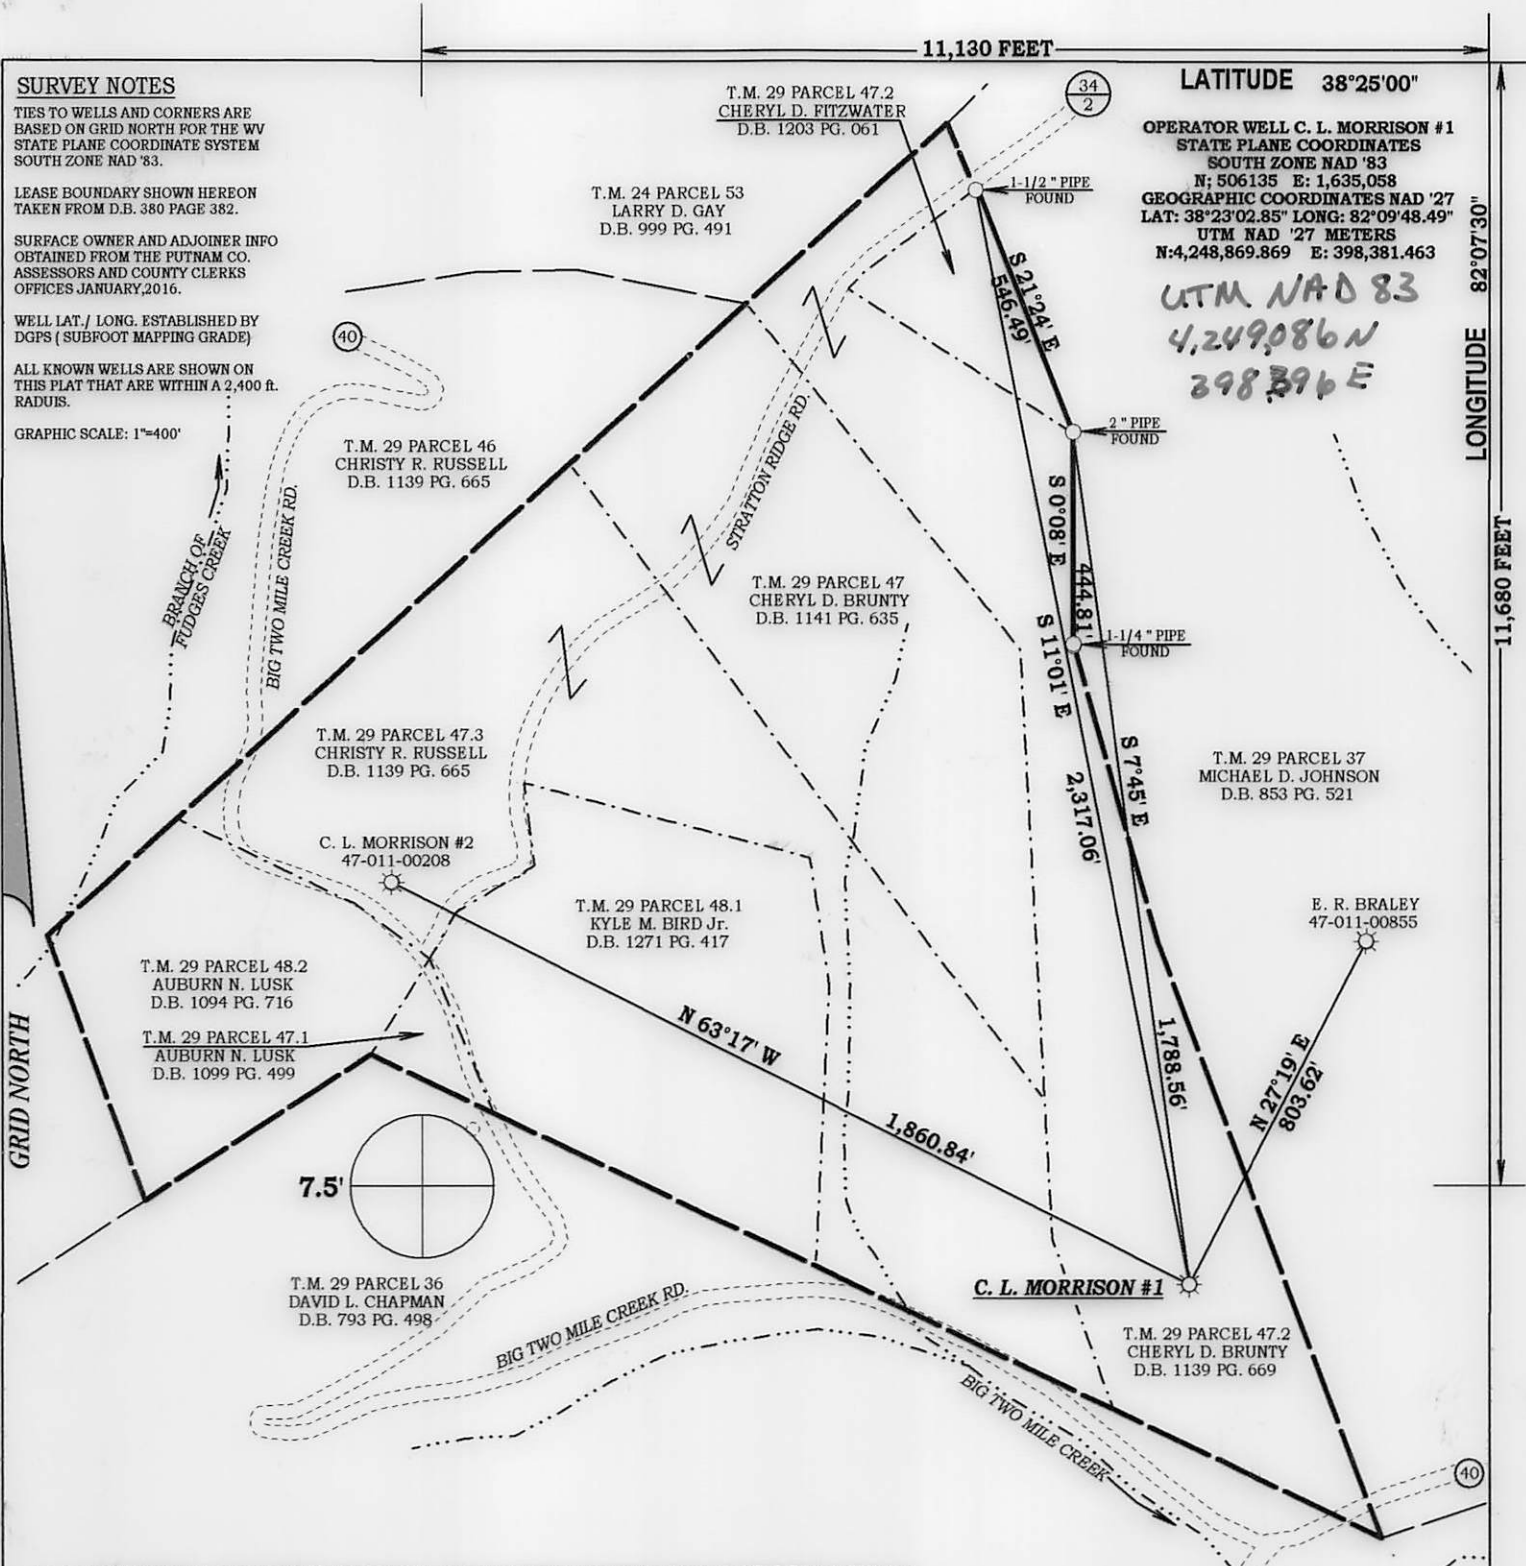 11,130 FEET
SURVEY NOTES
TIES TO WELLS AND CORNERS ARE
BASED ON GRID NORTH FOR THE WV
STATE PLANE COORDINATE SYSTEM
SOUTH ZONE NAD '83.
LEASE BOUNDARY SHOWN HEREON
TAKEN FROM D.B. 380 PAGE 382.
SURFACE OWNER AND ADJOINER INFO
OBTAINED FROM THE PUTNAM CO.
ASSESSORS AND COUNTY CLERKS
OFFICES JANUARY,2016.
WELL LAT./ LONG. ESTABLISHED BY
DGPS ( SUBFOOT MAPPING GRADE)
ALL KNOWN WELLS ARE SHOWN ON
THIS PLAT THAT ARE WITHIN A 2,400 ft.
RADUIS.
GRAPHIC SCALE: 1"=400'
T.M. 29 PARCEL 47.2
CHERYL D. FITZWATER
D.B. 1203 PG. 061
34
2
LATITUDE 38°25'00"
OPERATOR WELL C. L. MORRISON #1
STATE PLANE COORDINATES
SOUTH ZONE NAD '83
N; 506135 E: 1,635,058
GEOGRAPHIC COORDINATES NAD '27
LAT: 38°23'02.85" LONG: 82°09'48.49"
UTM NAD '27 METERS
N:4,248,869.869 E: 398,381.463
UTM NAD 83
4,249,086 N
398396 E
LONGITUDE 82°07'30"
11,680 FEET
T.M. 24 PARCEL 53
LARRY D. GAY
D.B. 999 PG. 491
1-1/2 " PIPE
FOUND
S 21°24' E
546.49'
40
T.M. 29 PARCEL 46
CHRISTY R. RUSSELL
D.B. 1139 PG. 665
STRATTON RIDGE RD.
2 " PIPE
FOUND
S 0°08' E
444.81'
BRANCH OF
FUDGES CREEK
BIG TWO MILE CREEK RD.
T.M. 29 PARCEL 47
CHERYL D. BRUNTY
D.B. 1141 PG. 635
1-1/4 " PIPE
FOUND
S 11°01' E
2,317.06'
S 7°45' E
1,788.56'
T.M. 29 PARCEL 47.3
CHRISTY R. RUSSELL
D.B. 1139 PG. 665
T.M. 29 PARCEL 37
MICHAEL D. JOHNSON
D.B. 853 PG. 521
C. L. MORRISON #2
47-011-00208
T.M. 29 PARCEL 48.1
KYLE M. BIRD Jr.
D.B. 1271 PG. 417
E. R. BRALEY
47-011-00855
T.M. 29 PARCEL 48.2
AUBURN N. LUSK
D.B. 1094 PG. 716
T.M. 29 PARCEL 47.1
AUBURN N. LUSK
D.B. 1099 PG. 499
N 63°17' W
1,860.84'
N 27°19' E
803.62'
GRID NORTH
7.5'
T.M. 29 PARCEL 36
DAVID L. CHAPMAN
D.B. 793 PG. 498
C. L. MORRISON #1
BIG TWO MILE CREEK RD.
T.M. 29 PARCEL 47.2
CHERYL D. BRUNTY
D.B. 1139 PG. 669
BIG TWO MILE CREEK
40